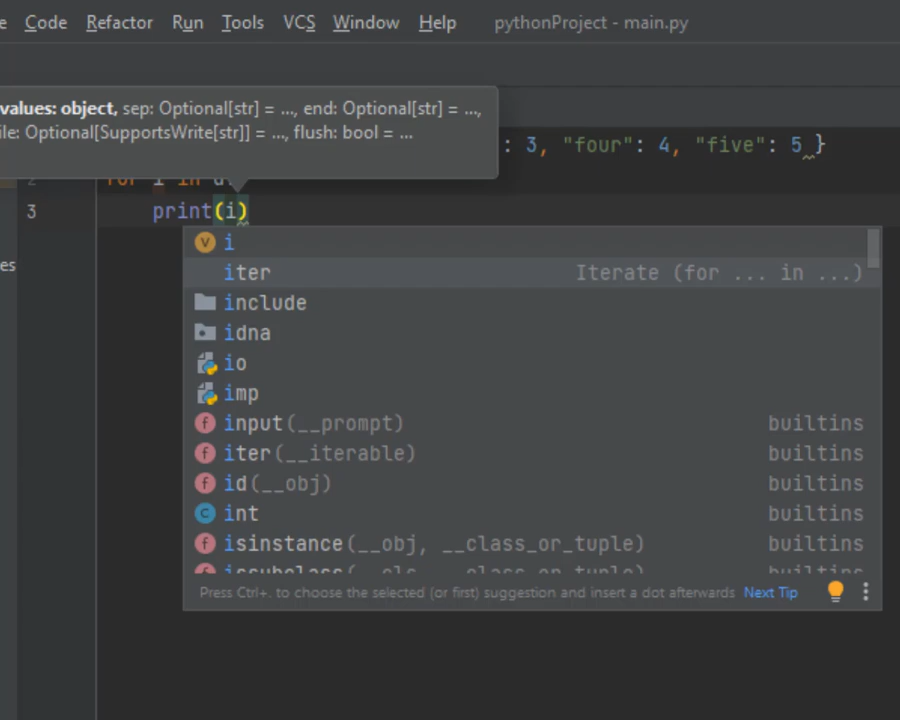 Code Refactor Run Tools VCS Window Help pythonProject - main.py
values: object, sep: Optional[str] = ..., end: Optional[str] = ...,
ile: Optional[SupportsWrite[str]] = ..., flush: bool = ...
: 3, "four": 4, "five": 5 }
for i in
3 print(i)
i
iter Iterate (for ... in ...)
include
idna
io
imp
input(__prompt) builtins
iter(__iterable) builtins
id(__obj) builtins
int builtins
isinstance(__obj, __class_or_tuple) builtins
issubclass(__cls, __class_or_tuple) builtins
Press Ctrl+. to choose the selected (or first) suggestion and insert a dot afterwards Next Tip